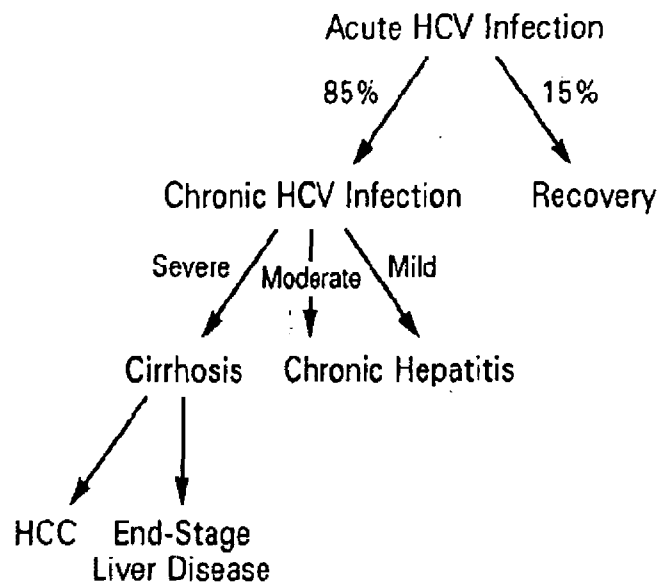 Acute HCV Infection
85%
15%
Chronic HCV Infection
Recovery
Severe
Moderate
Mild
Cirrhosis
Chronic Hepatitis
HCC
End-Stage
Liver Disease